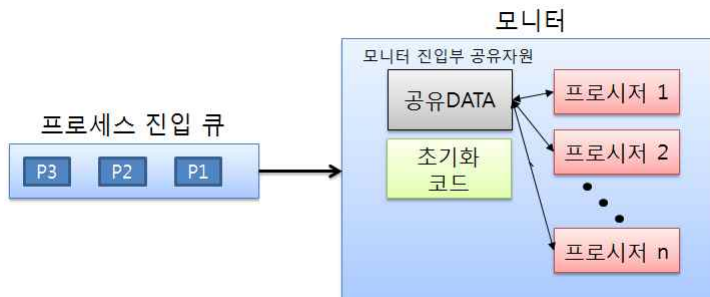 모니터
모니터 진입부 공유자원
공유DATA
프로시저 1
프로세스 진입 큐
프로시저 2
P3 P2 P1
초기화
코드
프로시저 n